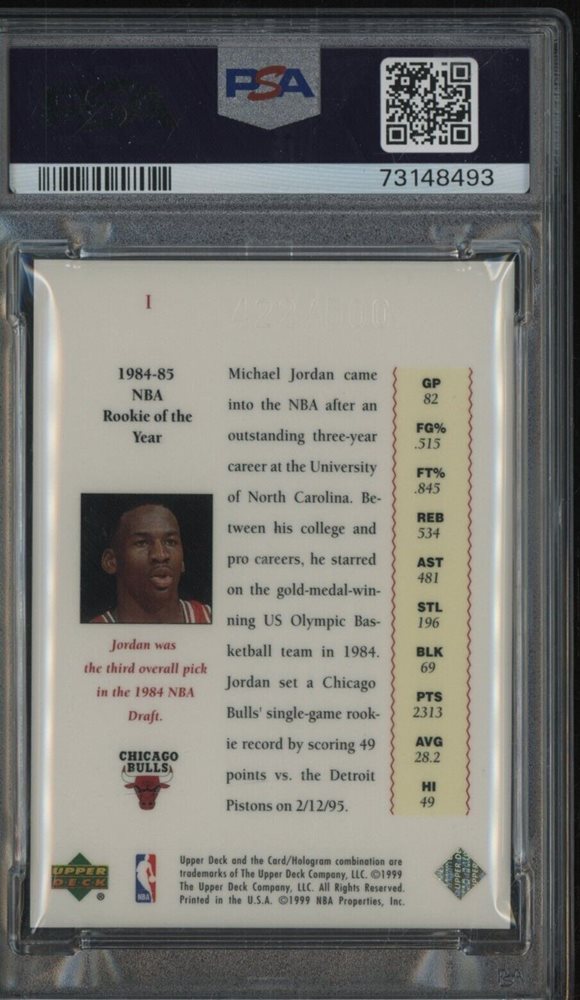 PSA
73148493
I
1984-85
NBA
Rookie of the
Year
Jordan was
the third overall pick
in the 1984 NBA
Draft.
CHICAGO
BULLS
Michael Jordan came
into the NBA after an
outstanding three-year
career at the University
of North Carolina. Be-
tween his college and
pro careers, he starred
on the gold-medal-win-
ning US Olympic Bas-
ketball team in 1984.
Jordan set a Chicago
Bulls' single-game rook-
ie record by scoring 49
points vs. the Detroit
Pistons on 2/12/95.
GP
82
FG%
.515
FT%
.845
REB
534
AST
481
STL
196
BLK
69
PTS
2313
AVG
28.2
HI
49
UPPER
DECK
®
NBA
Upper Deck and the Card/Hologram combination are
trademarks of The Upper Deck Company, LLC. ©1999
The Upper Deck Company, LLC. All Rights Reserved.
Printed in the U.S.A. ©1999 NBA Properties, Inc.
PSA